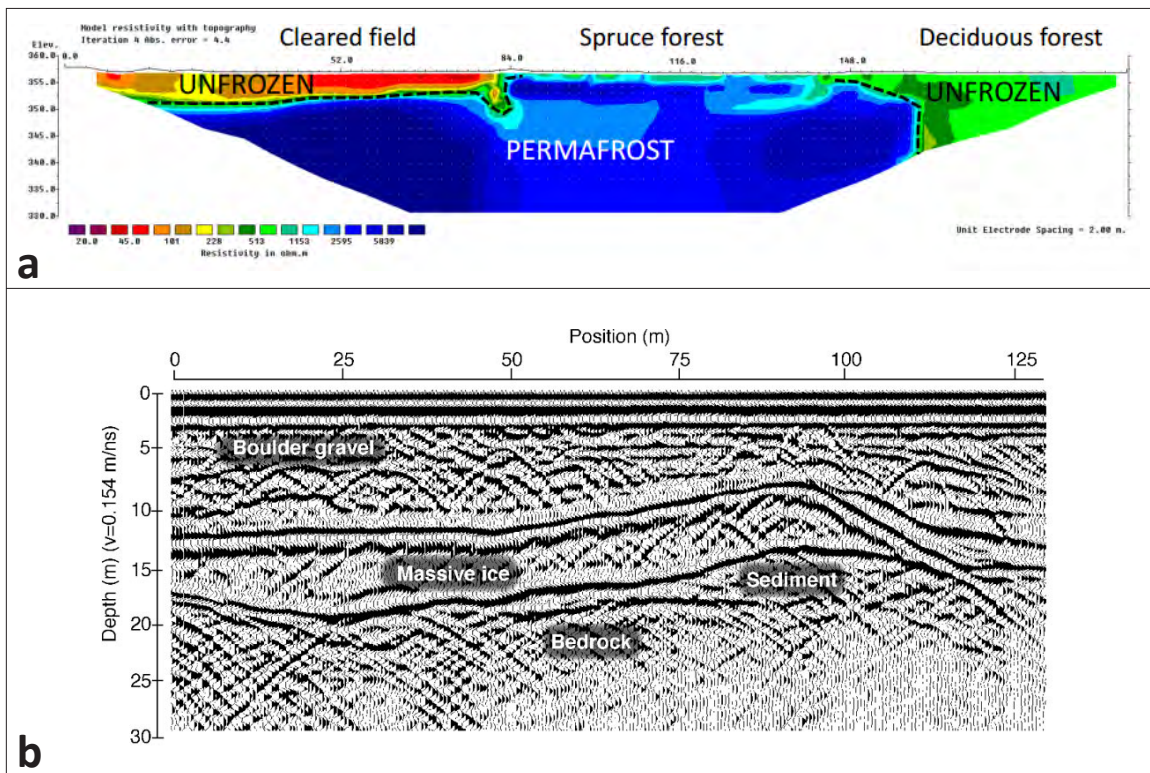 Model resistivity with topography
Iteration 4 Abs. error = 4.4
Cleared field Spruce forest Deciduous forest
Elev.
360.0 0.0 52.0 84.0 116.0 148.0
355.0 UNFROZEN UNFROZEN
350.0
345.0 PERMAFROST
340.0
335.0
330.0
20.0 45.0 101 228 513 1153 2595 5839
Resistivity in ohm.m
Unit Electrode Spacing = 2.00 m.
a
Position (m)
0 25 50 75 100 125
0
5 Boulder gravel
10
15 Massive ice Sediment
20 Bedrock
25
30
Depth (m) (v=0.154 m/ns)
b